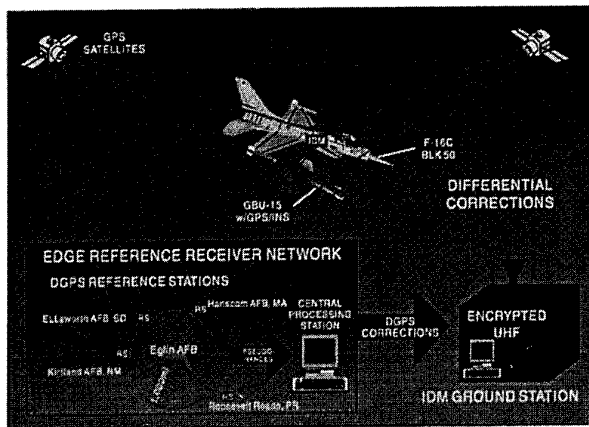 GPS
SATELLITES
IDM
F-16C
BLK 50
GBU-15
w/GPS/INS
DIFFERENTIAL
CORRECTIONS
EDGE REFERENCE RECEIVER NETWORK
DGPS REFERENCE STATIONS
Ellsworth AFB, SD
RS
RS
Hanscom AFB, MA
CENTRAL
PROCESSING
STATION
RS
Eglin AFB
Kirtland AFB, NM
Roosevelt Roads, PR
DGPS
CORRECTIONS
ENCRYPTED
UHF
IDM GROUND STATION